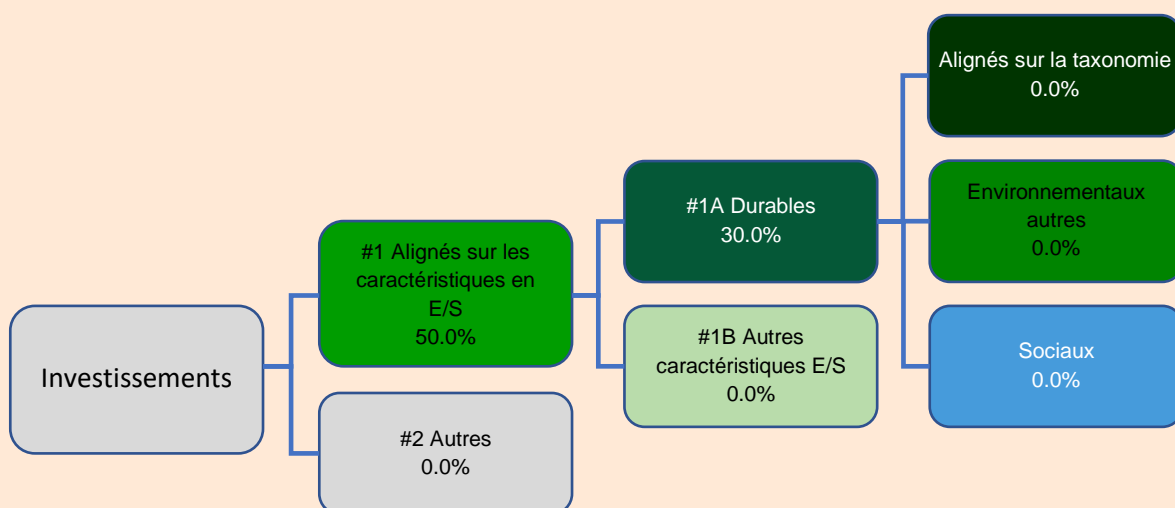 Investissements
#1 Alignés sur les
caractéristiques en
E/S
50.0%
#2 Autres
0.0%
#1A Durables
30.0%
#1B Autres
caractéristiques E/S
0.0%
Alignés sur la taxonomie
0.0%
Environnementaux
autres
0.0%
Sociaux
0.0%